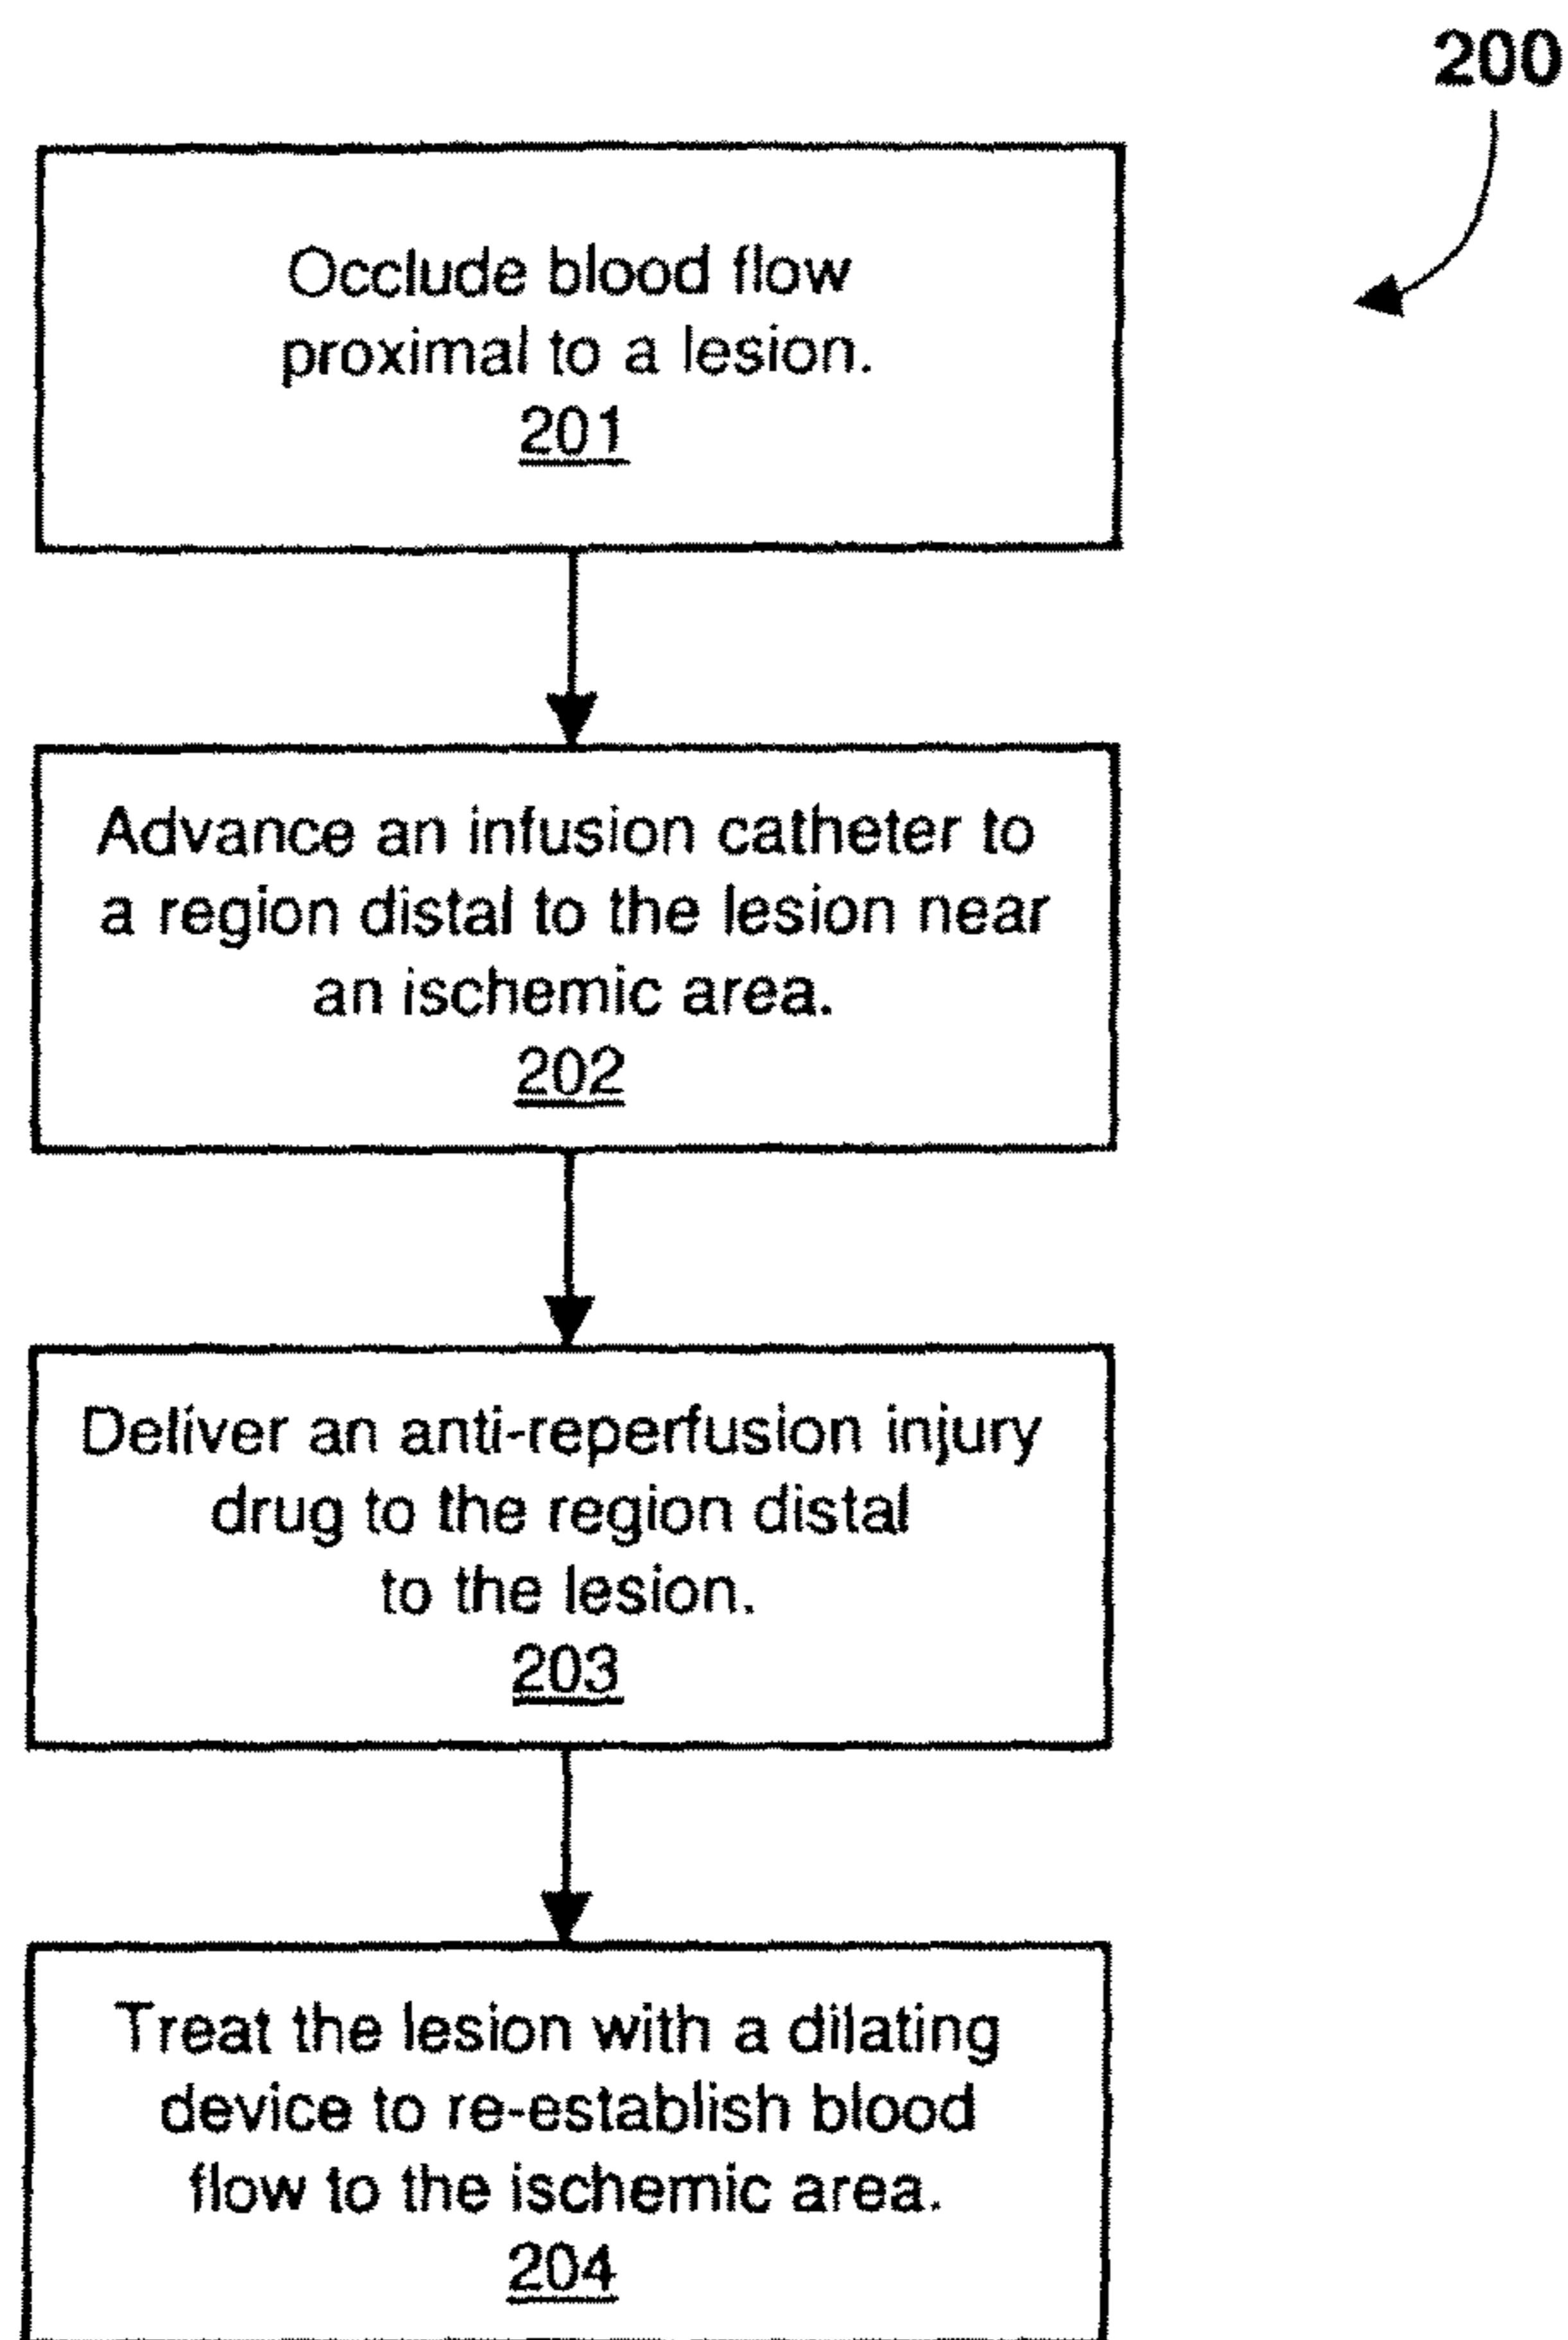 200
Occlude blood flow
proximal to a lesion.
201
Advance an infusion catheter to
a region distal to the lesion near
an ischemic area.
202
Deliver an anti-reperfusion injury
drug to the region distal
to the lesion.
203
Treat the lesion with a dilating
device to re-establish blood
flow to the ischemic area.
204